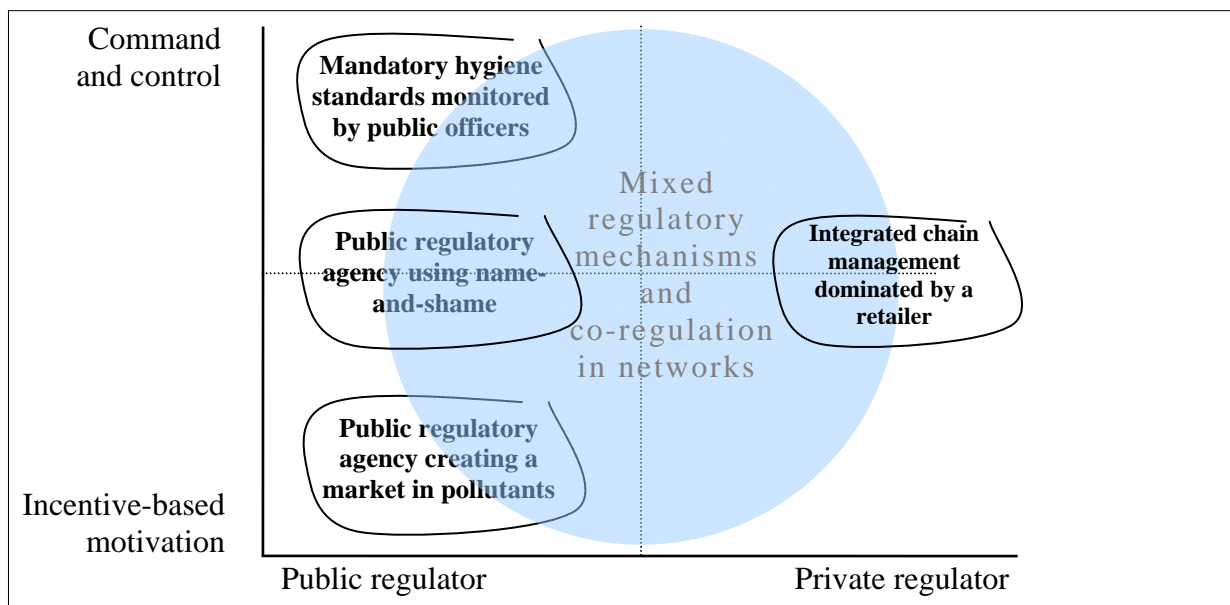 Command
and control
Mandatory hygiene
standards monitored
by public officers
Mixed
regulatory
mechanisms
and
co-regulation
in networks
Public regulatory
agency using name-
and-shame
Integrated chain
management
dominated by a
retailer
Public regulatory
agency creating a
market in pollutants
Incentive-based
motivation
Public regulator
Private regulator